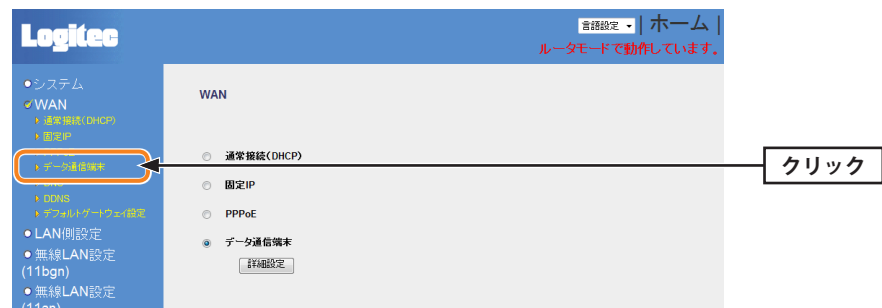 Logitec
言語設定
| ホーム |
ルータモードで動作しています。
システム
WAN
通常接続(DHCP)
固定IP
データ通信端末
DDNS
デフォルトゲートウェイ設定
LAN側設定
無線LAN設定
(11bgn)
無線LAN設定
WAN
通常接続(DHCP)
固定IP
PPPoE
データ通信端末
詳細設定
クリック